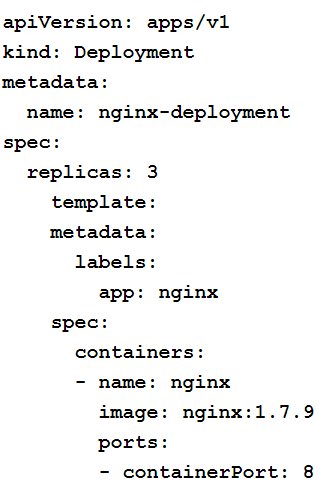 apiVersion: apps/v1
kind: Deployment
metadata:
  name: nginx-deployment
spec:
  replicas: 3
    template:
    metadata:
      labels:
        app: nginx
    spec:
      containers:
      - name: nginx
        image: nginx:1.7.9
        ports:
        - containerPort: 8